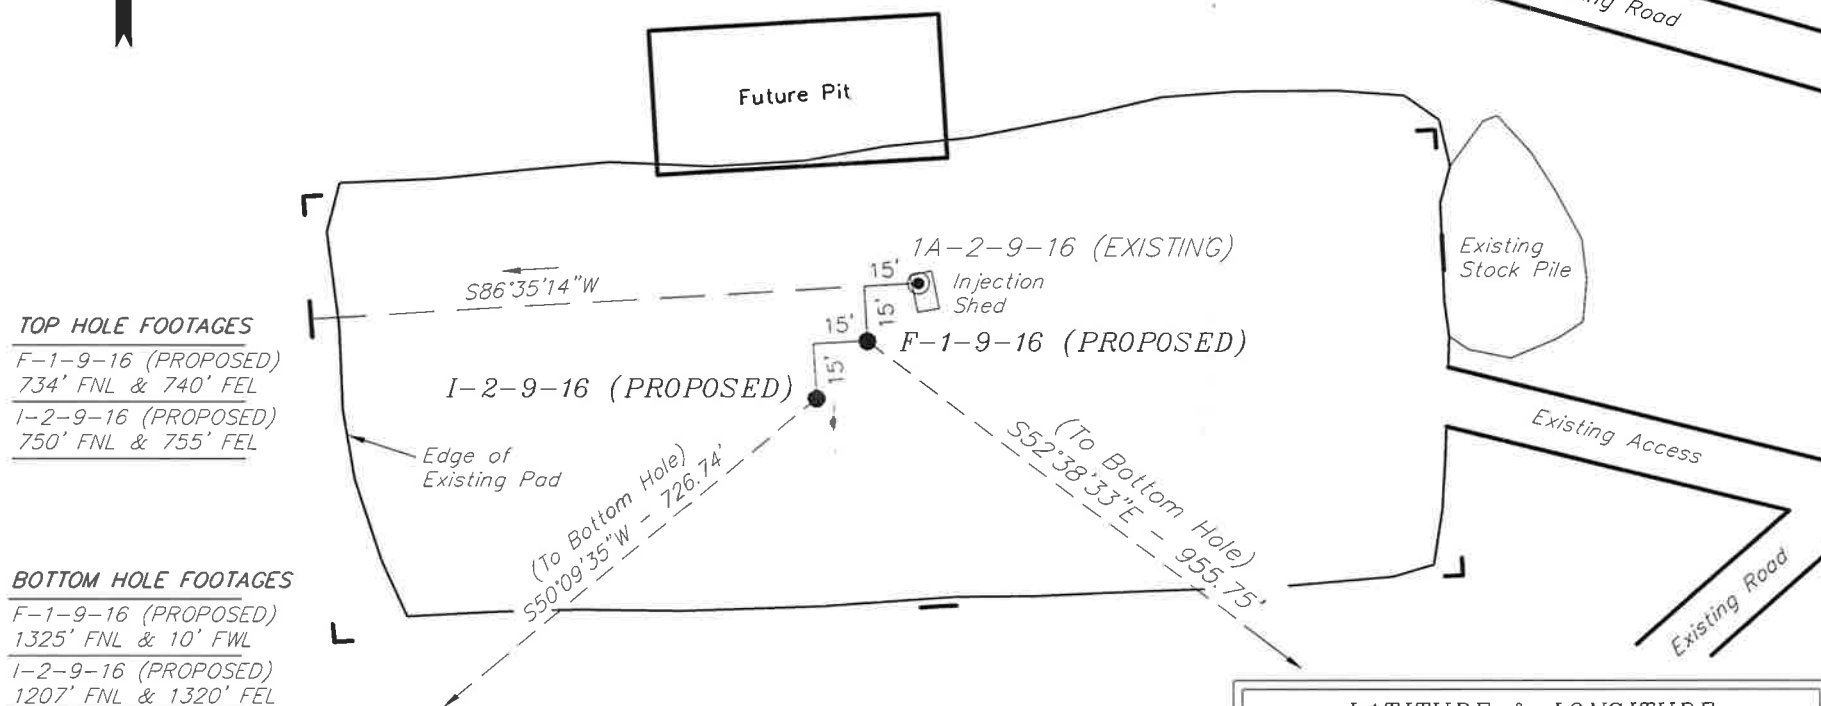 ng Road
Future Pit
1A-2-9-16 (EXISTING)
15'
Injection
Shed
15'
S86°35'14"W
Existing
Stock Pile
TOP HOLE FOOTAGES
F-1-9-16 (PROPOSED)
734' FNL & 740' FEL
I-2-9-16 (PROPOSED)
750' FNL & 755' FEL
15'
F-1-9-16 (PROPOSED)
15'
I-2-9-16 (PROPOSED)
Edge of
Existing Pad
Existing Access
(To Bottom Hole)
S50°09'35"W - 726.74'
(To Bottom Hole)
S52°38'33"E - 955.75'
Existing Road
BOTTOM HOLE FOOTAGES
F-1-9-16 (PROPOSED)
1325' FNL & 10' FWL
I-2-9-16 (PROPOSED)
1207' FNL & 1320' FEL
LATITUDE & LONGITUDE